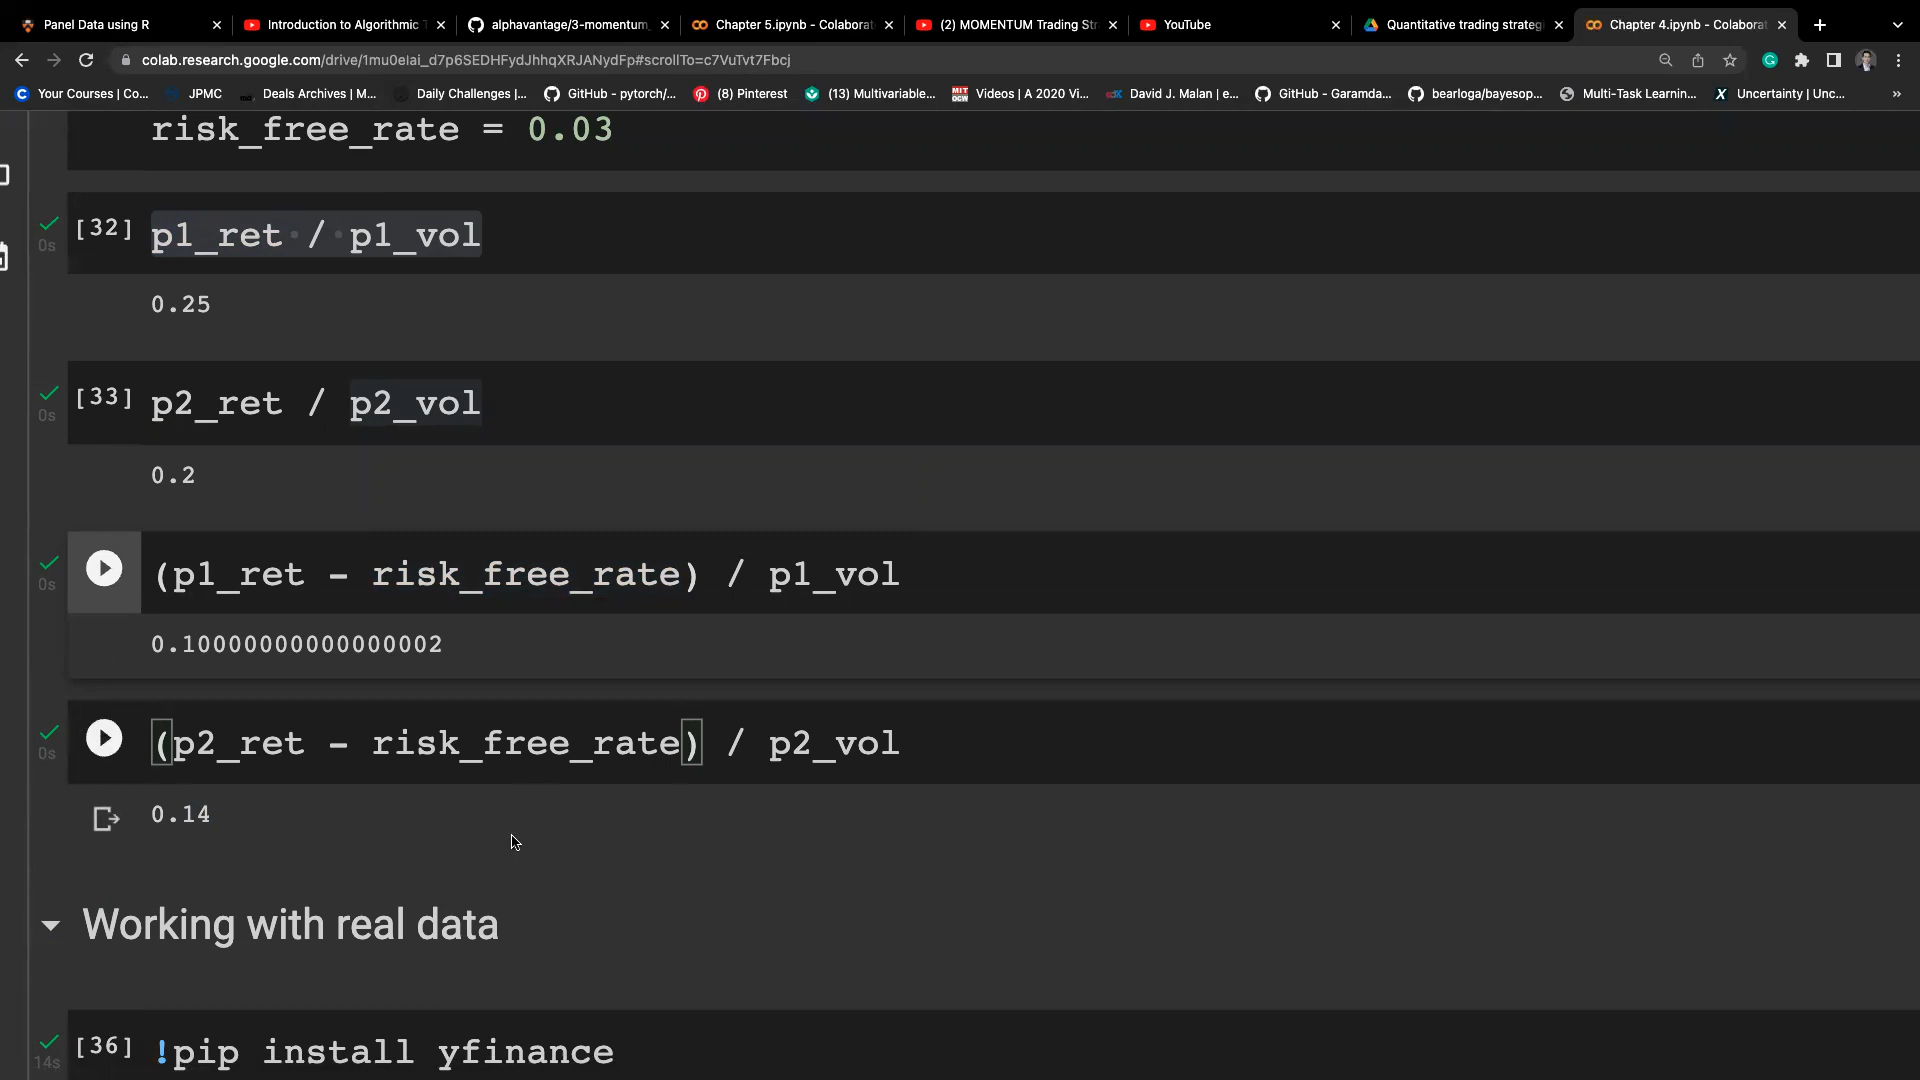 Panel Data using R
Introduction to Algorithmic T
alphavantage/3-momentum_
Chapter 5.ipynb - Colaborat
(2) MOMENTUM Trading Str
YouTube
Quantitative trading strateg
Chapter 4.ipynb - Colaborat
colab.research.google.com/drive/1mu0eIai_d7p6SEDHFydJhhqXRJANydFp#scrollTo=c7VuTvt7Fbcj
Your Courses | Co...
JPMC
Deals Archives | M...
Daily Challenges |...
GitHub - pytorch/...
(8) Pinterest
(13) Multivariable...
Videos | A 2020 Vi...
David J. Malan | e...
GitHub - Garamda...
bearloga/bayesop...
Multi-Task Learnin...
Uncertainty | Unc...
»
risk_free_rate = 0.03
[32] p1_ret / p1_vol
0s
0.25
[33] p2_ret / p2_vol
0s
0.2
(p1_ret - risk_free_rate) / p1_vol
0s
0.10000000000000002
(p2_ret - risk_free_rate) / p2_vol
0s
0.14
Working with real data
[36] !pip install yfinance
14s